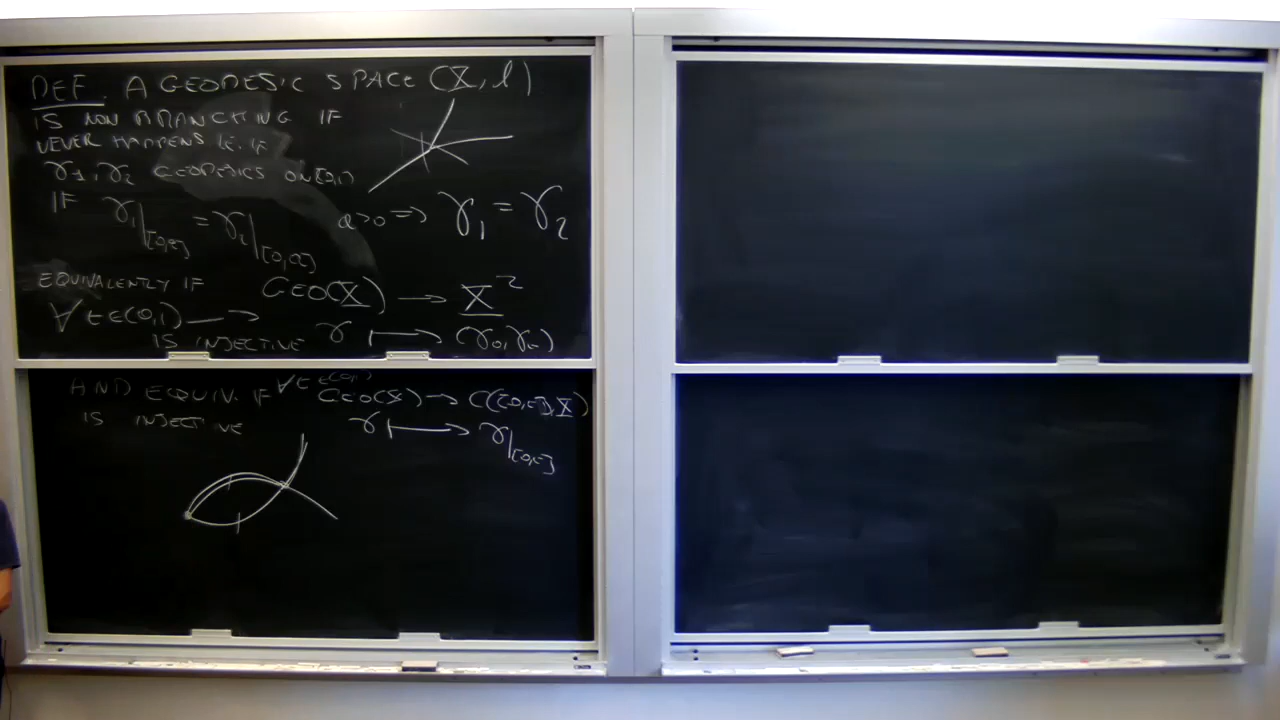 DEF. A GEODESIC SPACE (X, l)
IS NON BRANCHING IF
NEVER HAPPENS I.E. IF
γ1, γ2 GEODESICS ON [0,1]
IF γ1|[0,a] = γ2|[0,a] a>0 => γ1 = γ2
EQUIVALENTLY IF GEO(X) → X²
∀ t∈(0,1) → IS INJECTIVE γ ↦ (γ0, γt)
AND EQUIV. IF ∀t∈(0,1) GEO(X) → C([0,t], X)
IS INJECTIVE γ ↦ γ|[0,t]